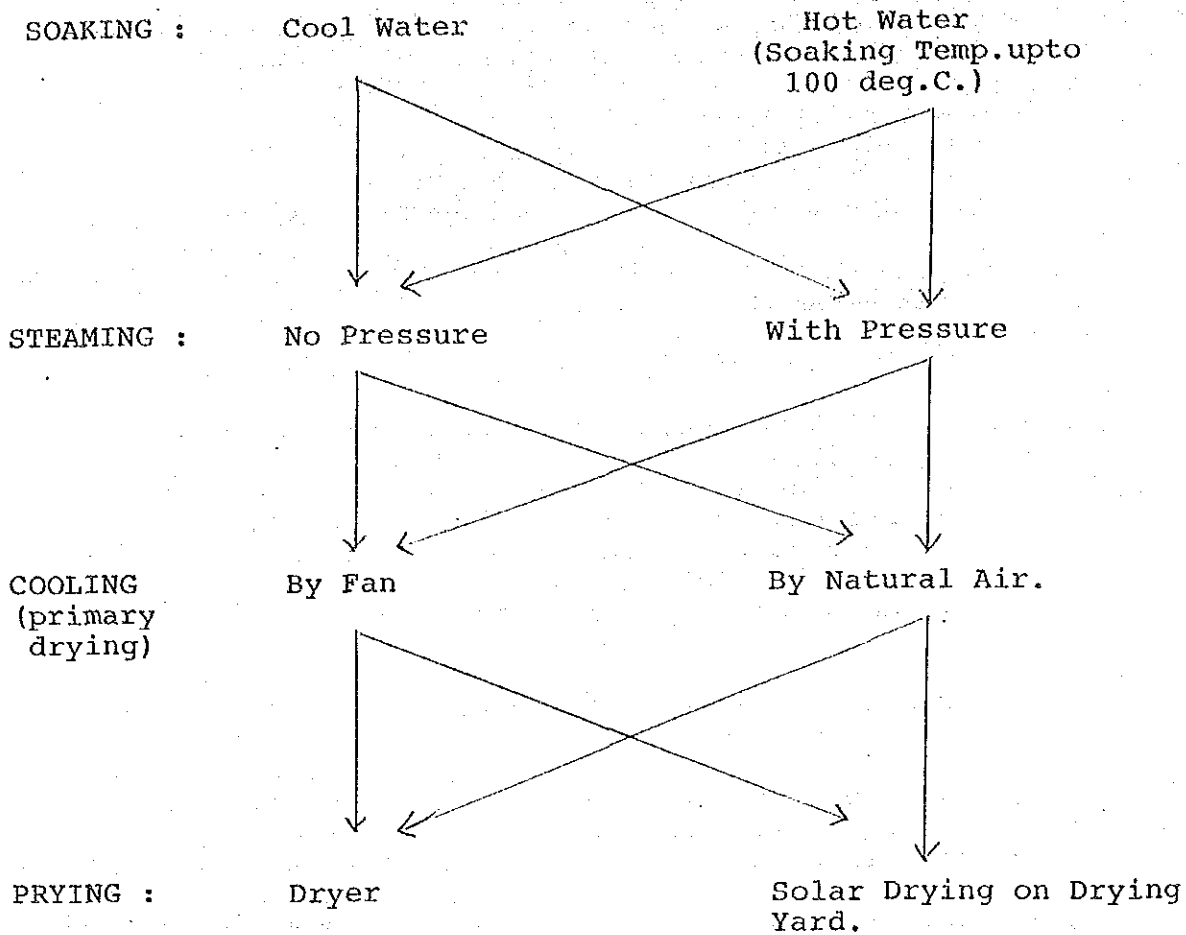 SOAKING : Cool Water Hot Water
(Soaking Temp.upto
100 deg.C.)
STEAMING : No Pressure With Pressure
COOLING By Fan By Natural Air.
(primary
drying)
PRYING : Dryer Solar Drying on Drying
Yard.